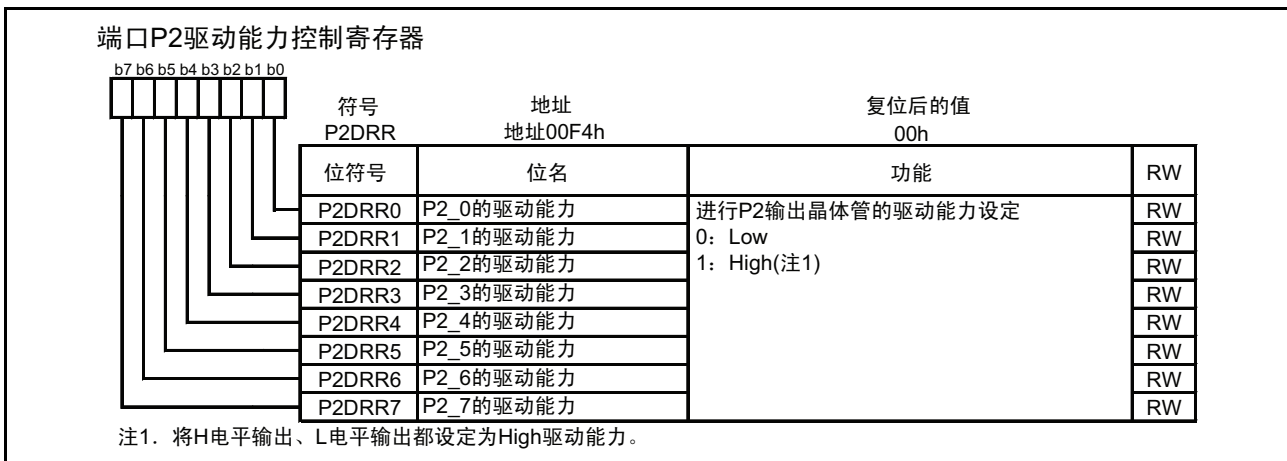 端口P2驱动能力控制寄存器
b7 b6 b5 b4 b3 b2 b1 b0
符号 地址 复位后的值
P2DRR 地址00F4h 00h
位符号 位名 功能 RW
P2DRR0 P2_0的驱动能力 进行P2输出晶体管的驱动能力设定 RW
P2DRR1 P2_1的驱动能力 0：Low RW
P2DRR2 P2_2的驱动能力 1：High(注1) RW
P2DRR3 P2_3的驱动能力 RW
P2DRR4 P2_4的驱动能力 RW
P2DRR5 P2_5的驱动能力 RW
P2DRR6 P2_6的驱动能力 RW
P2DRR7 P2_7的驱动能力 RW
注1. 将H电平输出、L电平输出都设定为High驱动能力。